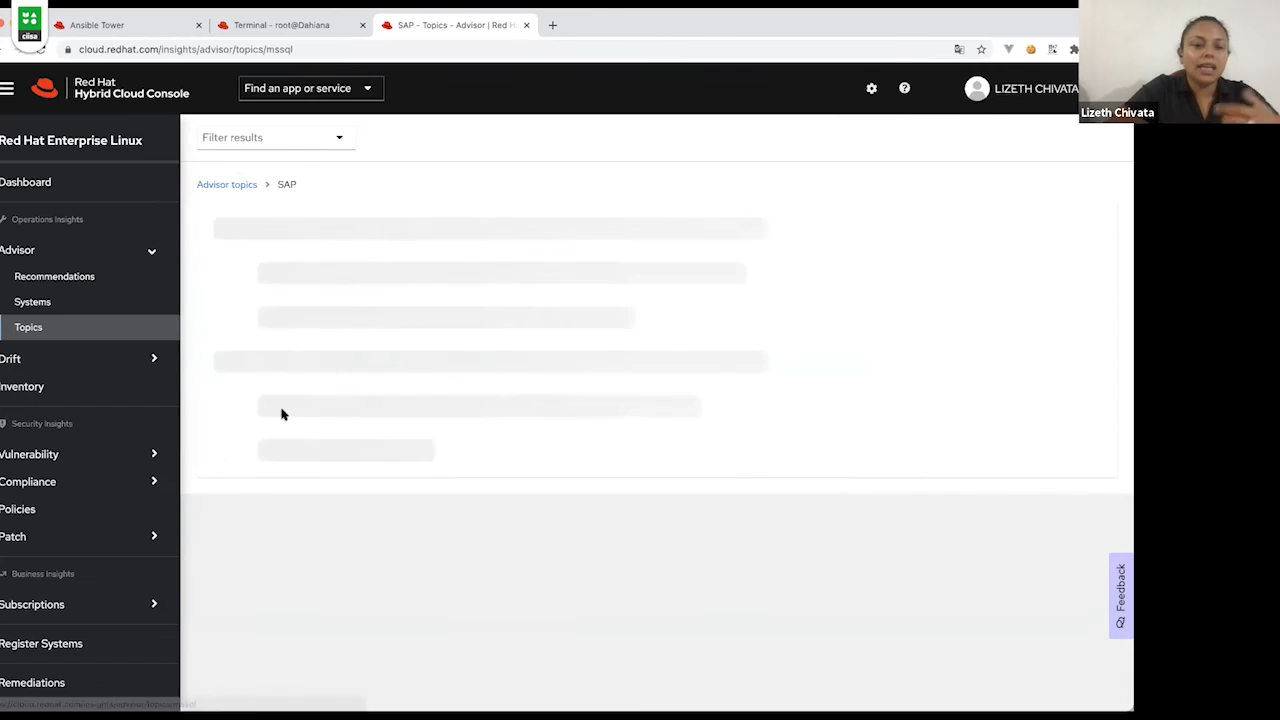 clisa
Ansible Tower
Terminal - root@Dahiana
SAP - Topics - Advisor | Red H
cloud.redhat.com/insights/advisor/topics/mssql
Red Hat
Hybrid Cloud Console
Find an app or service
LIZETH CHIVATA
Lizeth Chivata
Red Hat Enterprise Linux
Filter results
Dashboard
Advisor topics > SAP
Operations Insights
Advisor
Recommendations
Systems
Topics
Drift
Inventory
Security Insights
Vulnerability
Compliance
Policies
Patch
Business Insights
Subscriptions
Register Systems
Remediations
Feedback